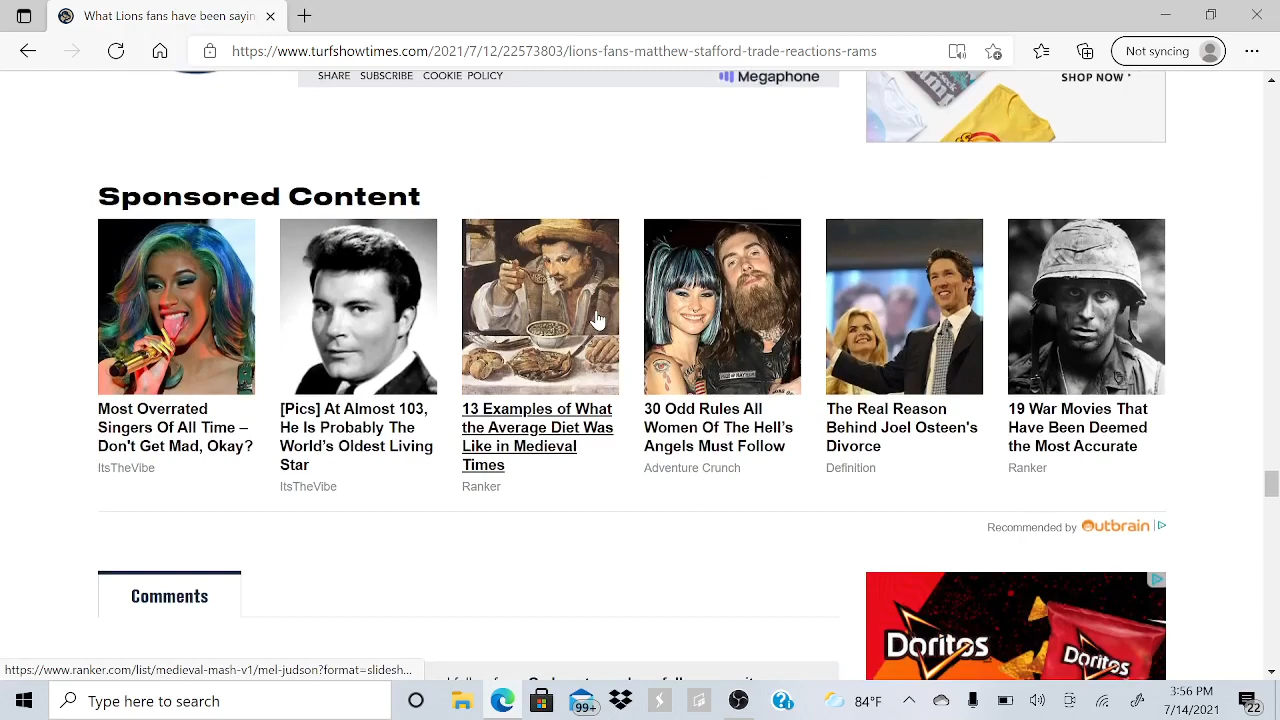 What lions fans
https://www.turfshowtimes.com/2021/7/12/22573803/lions-fans-matthew-stafford-trade-reactions-rams
Not syncing
SHARE SUBSCRIBE COOKIE POLICY
Megaphone
SHOP NOW
Sponsored Content
Most Overrated
Singers Of All Time –
Don't Get Mad, Okay?
ItsTheVibe
[Pics] At Almost 103,
He Is Probably The
World's Oldest Living
Star
ItsTheVibe
13 Examples of What
the Average Diet Was
Like in Medieval
Times
Ranker
30 Odd Rules All
Women Of The Hell's
Angels Must Follow
Adventure Crunch
The Real Reason
Behind Joel Osteen's
Divorce
Definition
19 War Movies That
Have Been Deemed
the Most Accurate
Ranker
Recommended by Outbrain
Comments
Doritos
Doritos
https://www.ranker.com/list/medieval-mash-v1/mel-judson?format=slidesh...
Type here to search
99+
84°F
3:56 PM
7/14/2021
22